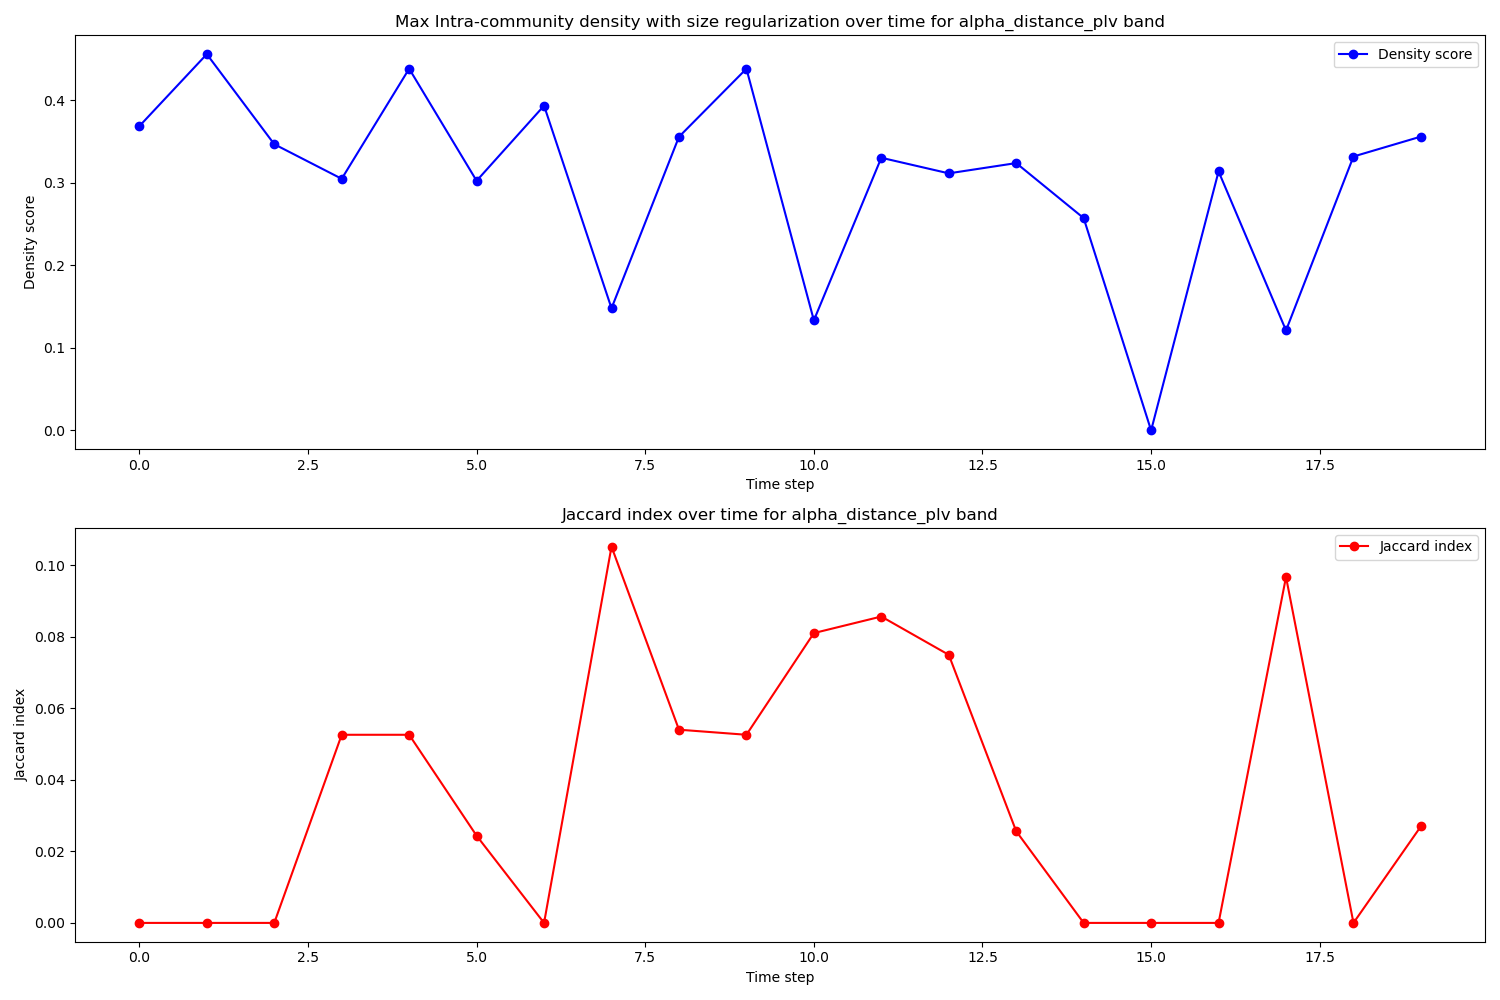 Max Intra-community density with size regularization over time for alpha_distance_plv band
Density score
Density score
0.4
0.3
0.2
0.1
0.0
0.0 2.5 5.0 7.5 10.0 12.5 15.0 17.5
Time step
Jaccard index over time for alpha_distance_plv band
Jaccard index
Jaccard index
0.10
0.08
0.06
0.04
0.02
0.00
0.0 2.5 5.0 7.5 10.0 12.5 15.0 17.5
Time step